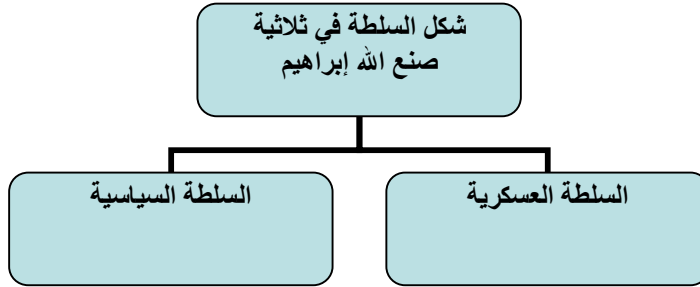 شكل السلطة في ثلاثية
صنع الله إبراهيم
السلطة العسكرية
السلطة السياسية